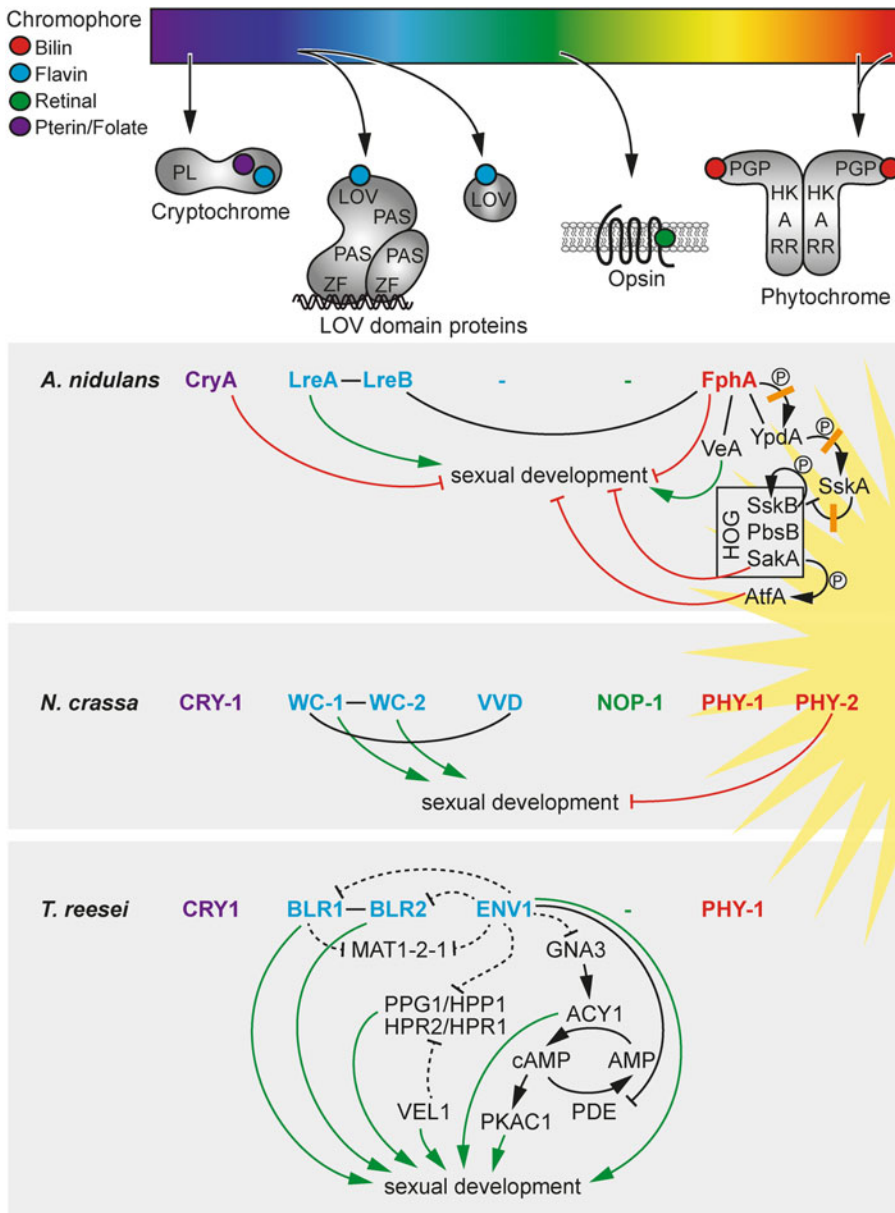 Chromophore
Bilin
Flavin
Retinal
Pterin/Folate
PL
Cryptochrome
LOV
PAS
PAS
PAS
ZF
ZF
LOV
LOV domain proteins
Opsin
PGP
PGP
HK
HK
A
A
RR
RR
Phytochrome
A. nidulans
CryA
LreA
LreB
-
-
FphA
P
YpdA
P
VeA
sexual development
P
SskA
SskB
PbsB
SakA
HOG
P
AtfA
N. crassa
CRY-1
WC-1
WC-2
VVD
NOP-1
PHY-1
PHY-2
sexual development
T. reesei
CRY1
BLR1
BLR2
ENV1
-
PHY-1
MAT1-2-1
GNA3
PPG1/HPP1
HPR2/HPR1
ACY1
cAMP
AMP
VEL1
PKAC1
PDE
sexual development